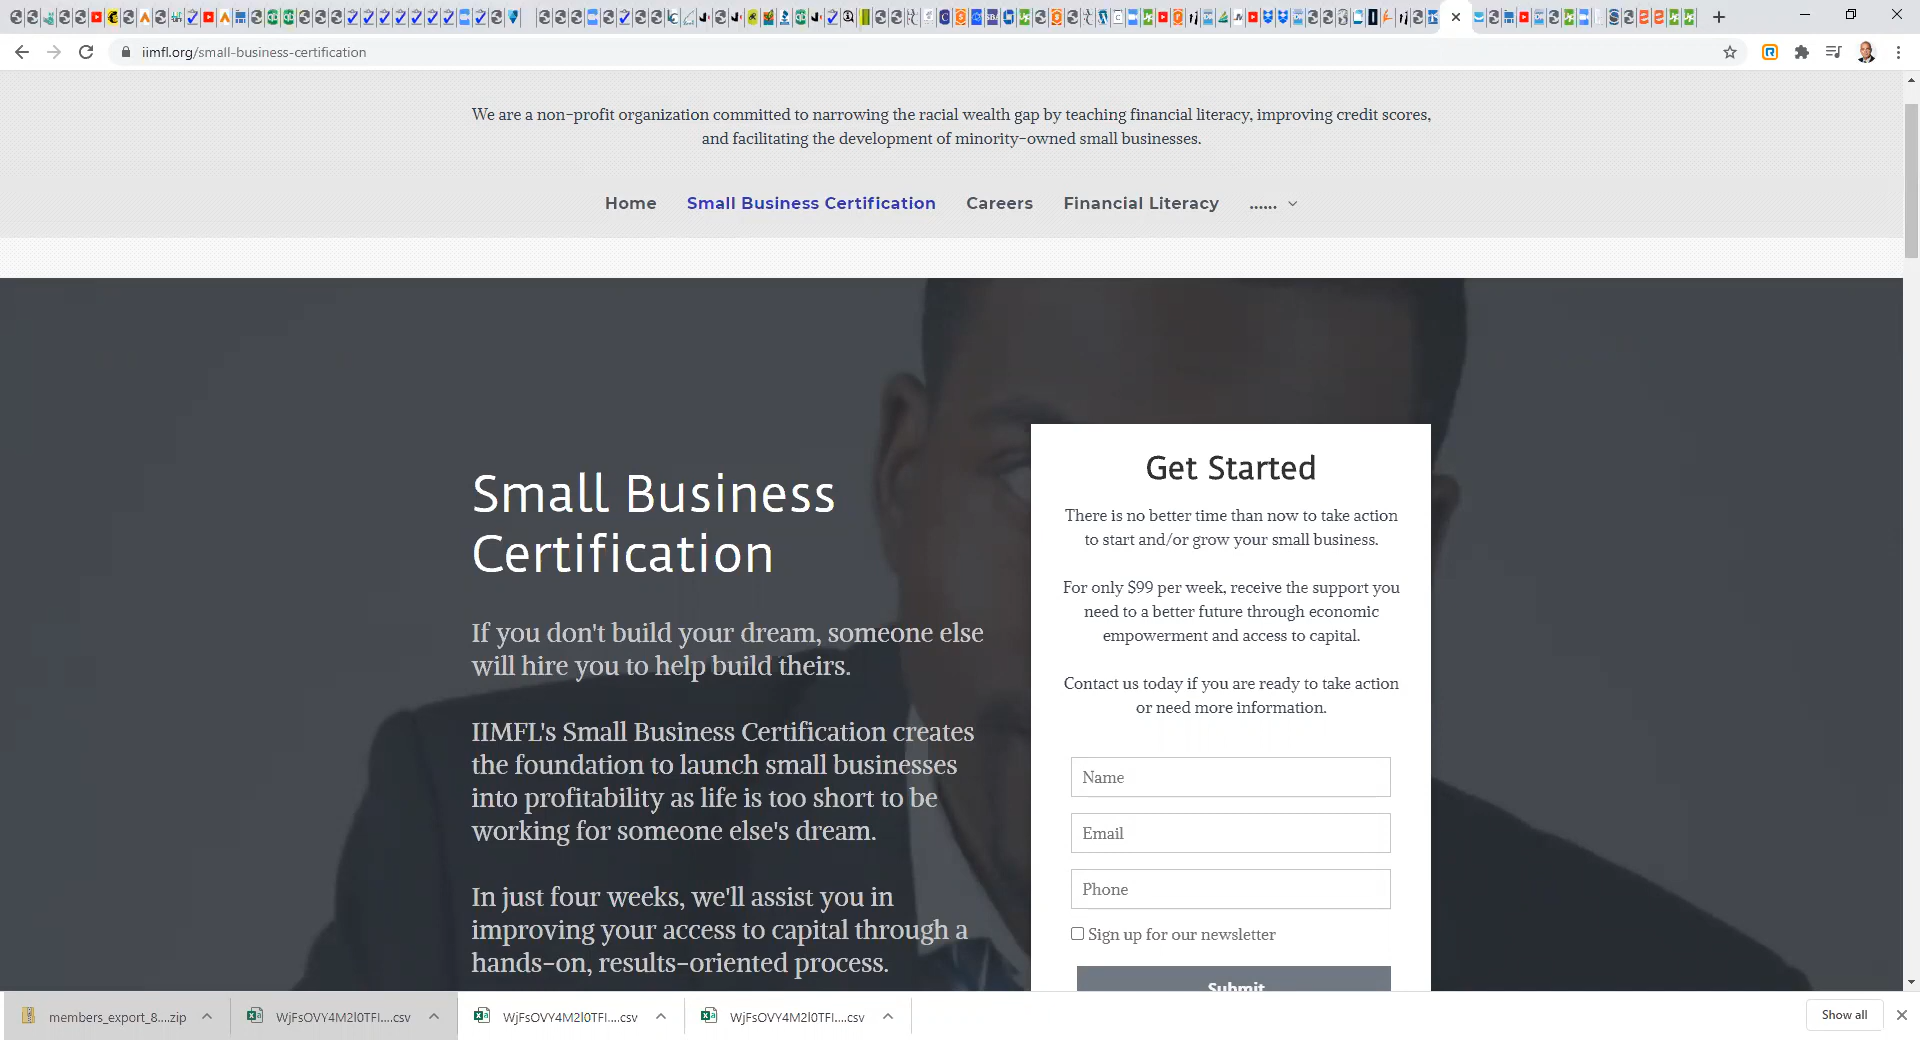 iimfl.org/small-business-certification
We are a non-profit organization committed to narrowing the racial wealth gap by teaching financial literacy, improving credit scores,
and facilitating the development of minority-owned small businesses.
Home Small Business Certification Careers Financial Literacy ......
Small Business
Certification
If you don't build your dream, someone else
will hire you to help build theirs.
IIMFL's Small Business Certification creates
the foundation to launch small businesses
into profitability as life is too short to be
working for someone else's dream.
In just four weeks, we'll assist you in
improving your access to capital through a
hands-on, results-oriented process.
Get Started
There is no better time than now to take action
to start and/or grow your small business.
For only $99 per week, receive the support you
need to a better future through economic
empowerment and access to capital.
Contact us today if you are ready to take action
or need more information.
Name
Email
Phone
Sign up for our newsletter
Submit
members_export_8....zip WjFsOVY4M2l0TFI....csv WjFsOVY4M2l0TFI....csv WjFsOVY4M2l0TFI....csv Show all